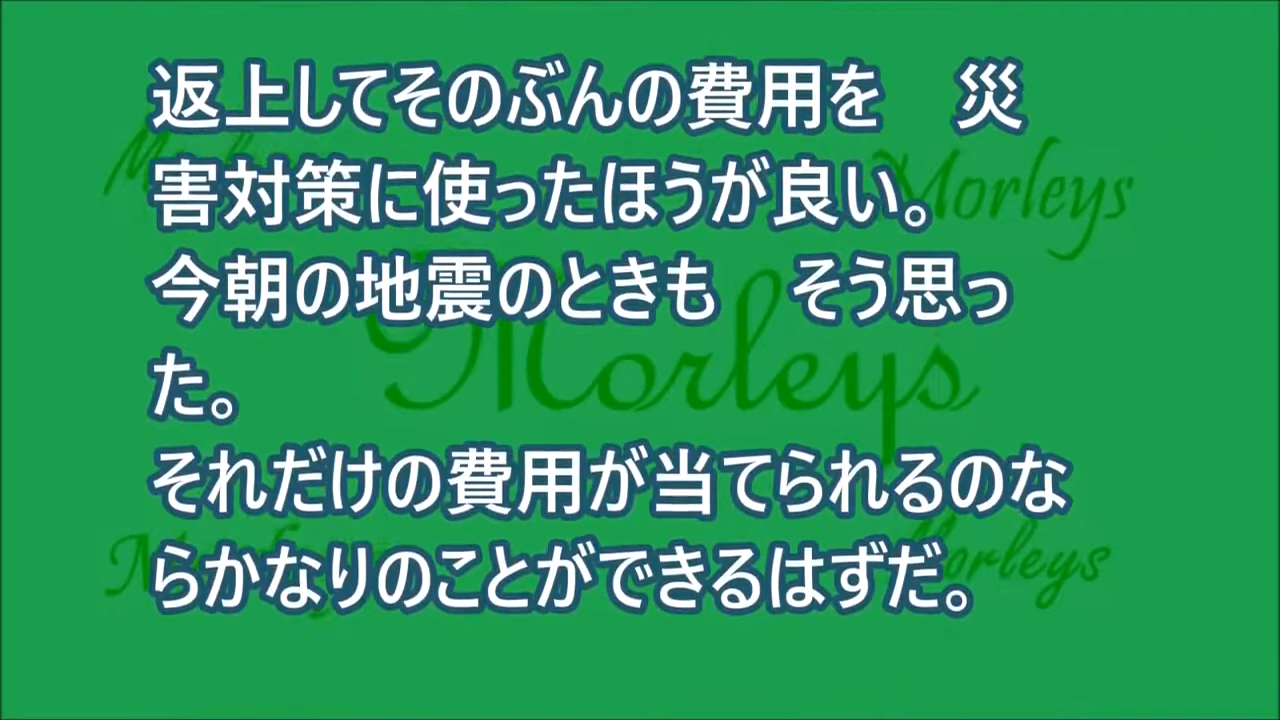 返上してそのぶんの費用を　災
害対策に使ったほうが良い。
今朝の地震のときも　そう思っ
た。
それだけの費用が当てられるのな
らかなりのことができるはずだ。
Morleys
Morleys
Morleys